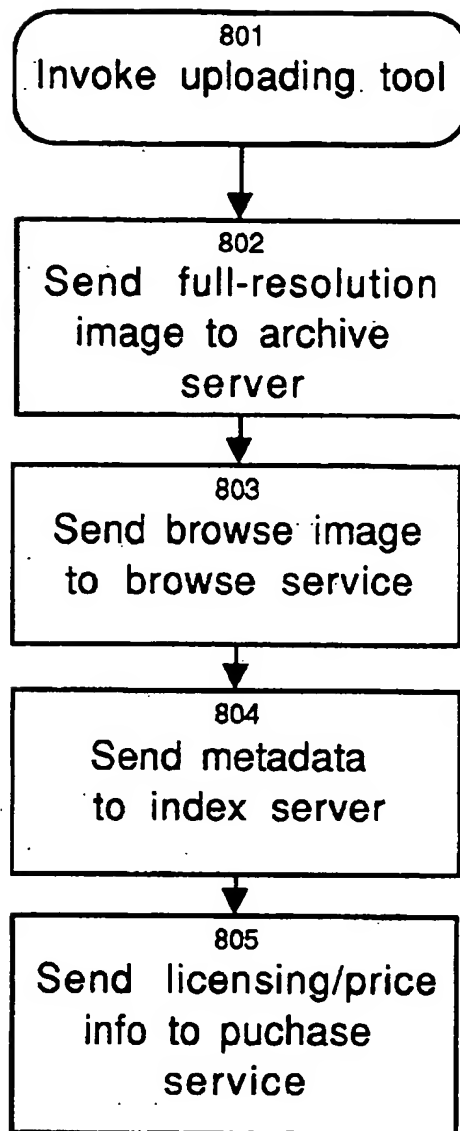 801
Invoke uploading tool
802
Send full-resolution
image to archive
server
803
Send browse image
to browse service
804
Send metadata
to index server
805
Send licensing/price
info to puchase
service